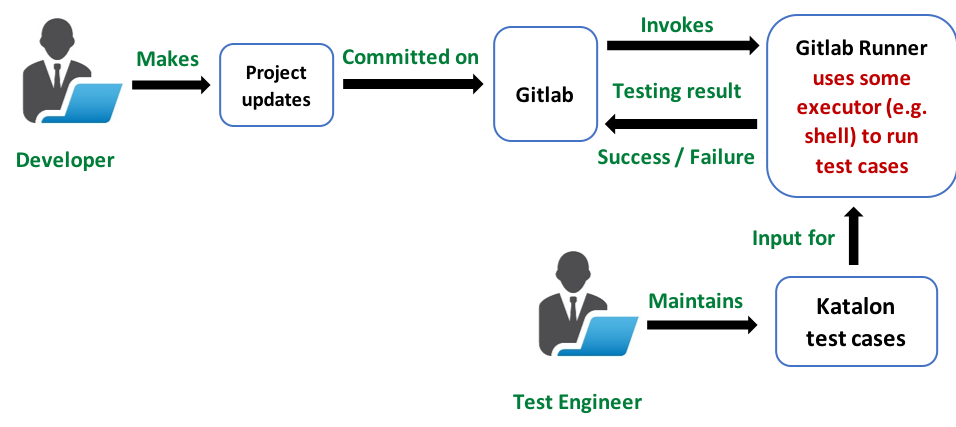 Developer
Makes
Project
updates
Committed on
Gitlab
Invokes
Testing result
Success / Failure
Gitlab Runner
uses some
executor (e.g.
shell) to run
test cases
Input for
Test Engineer
Maintains
Katalon
test cases